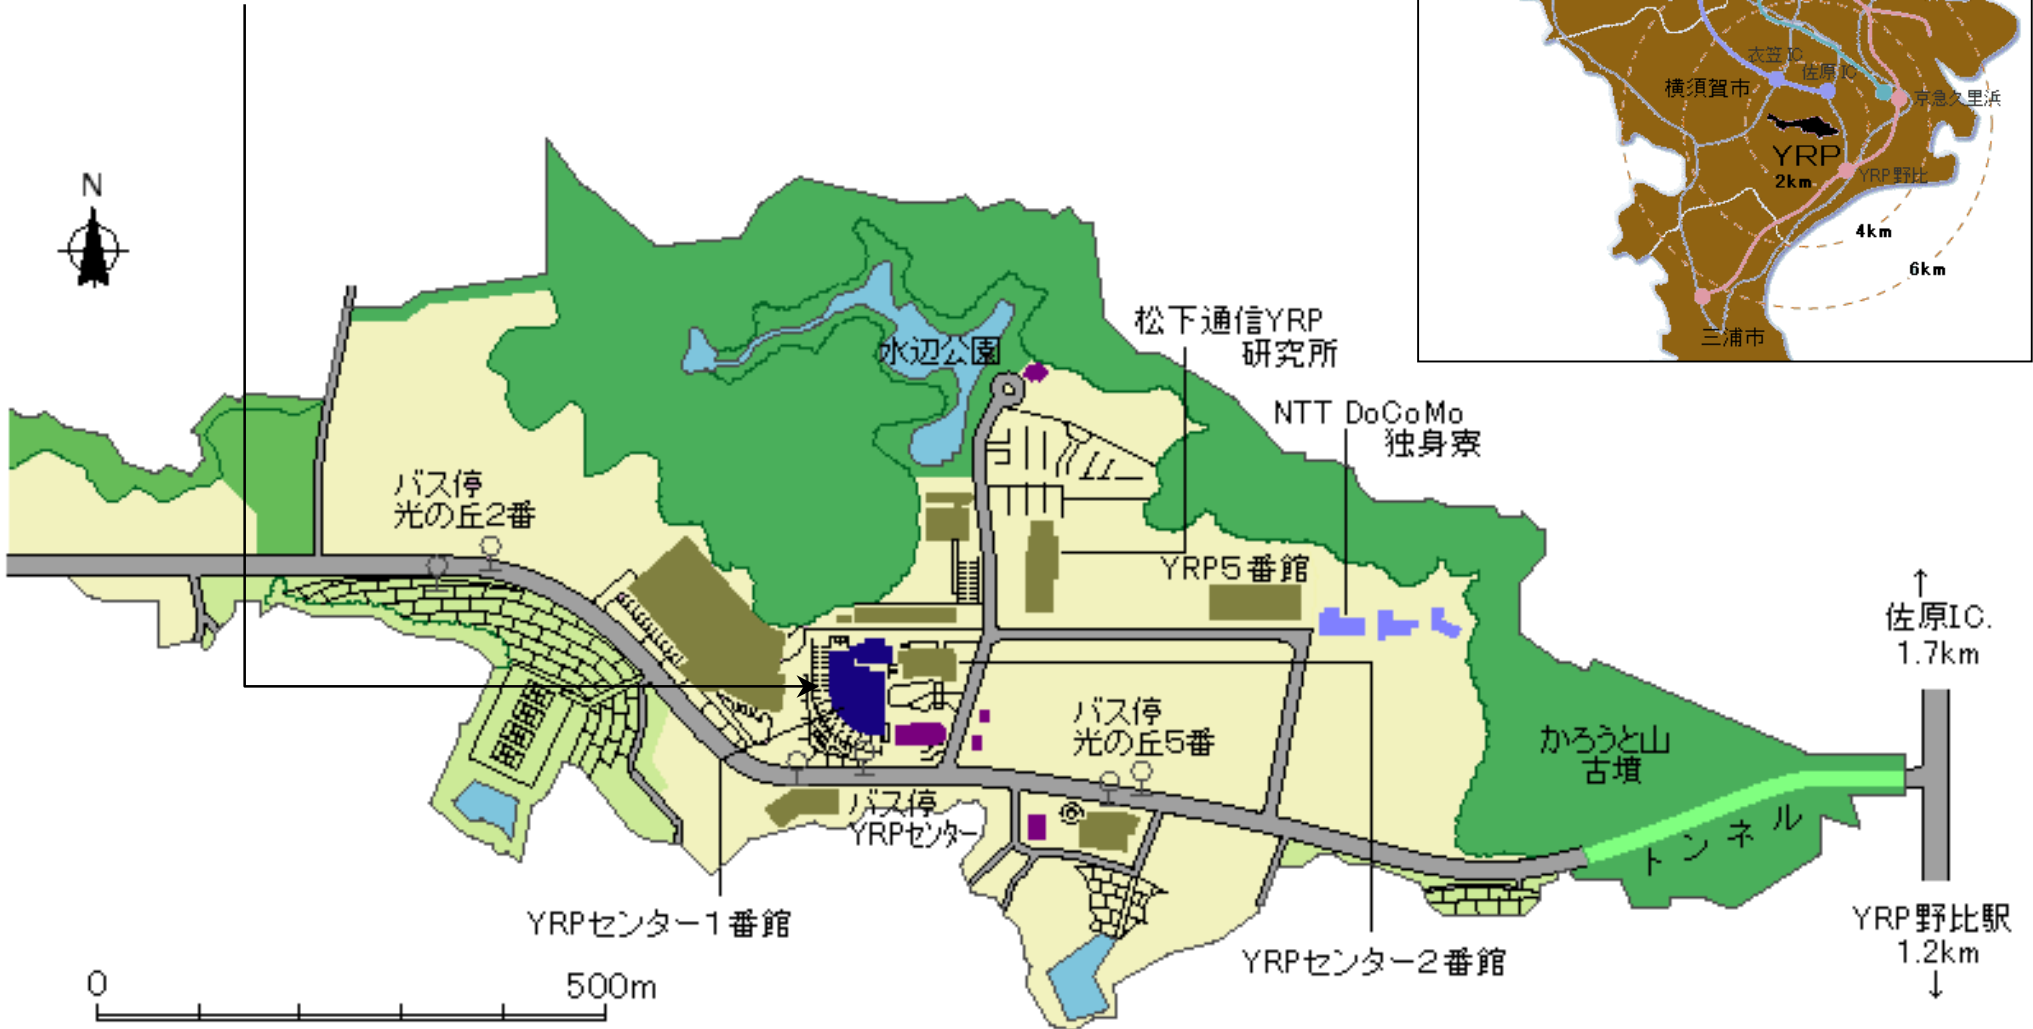 衣笠IC
佐原IC
横須賀市
京急久里浜
YRP
2km
YRP野比
4km
6km
三浦市
N
松下通信YRP
研究所
水辺公園
NTT DoCoMo
独身寮
バス停
光の丘2番
YRP5番館
↑
佐原IC.
1.7km
バス停
光の丘5番
かろうと山
古墳
バス停
YRPセンター
トンネル
YRPセンター1番館
YRPセンター2番館
YRP野比駅
1.2km
↓
0
500m